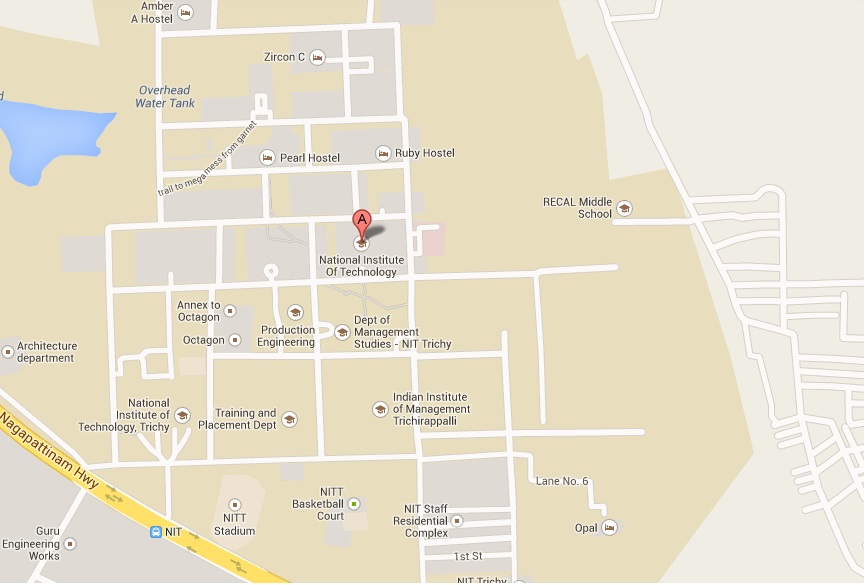 Amber
A Hostel
Zircon C
Overhead
Water Tank
d
trail to mega mess from garnet
Pearl Hostel
Ruby Hostel
RECAL Middle
School
A
National Institute
Of Technology
Annex to
Octagon
Octagon
Production
Engineering
Dept of
Management
Studies - NIT Trichy
Architecture
department
National
Institute of
Technology, Trichy
Training and
Placement Dept
Indian Institute
of Management
Trichirappalli
Nagapattinam Hwy
NITT
Stadium
NITT
Basketball
Court
NIT Staff
Residential
Complex
Lane No. 6
Opal
NIT
Guru
Engineering
Works
1st St
NIT Trichy